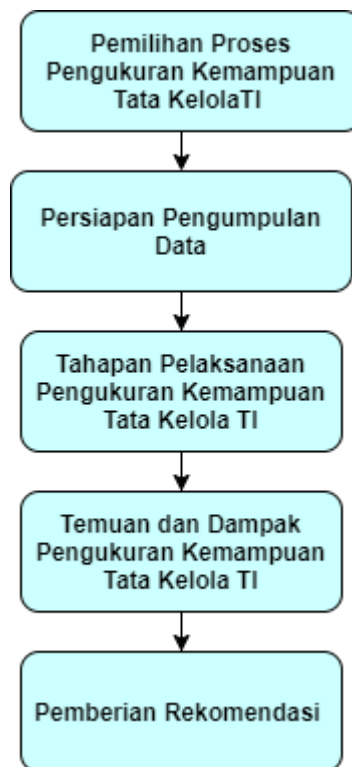 Pemilihan Proses
Pengukuran Kemampuan
Tata KelolaTI
Persiapan Pengumpulan
Data
Tahapan Pelaksanaan
Pengukuran Kemampuan
Tata Kelola TI
Temuan dan Dampak
Pengukuran Kemampuan
Tata Kelola TI
Pemberian Rekomendasi